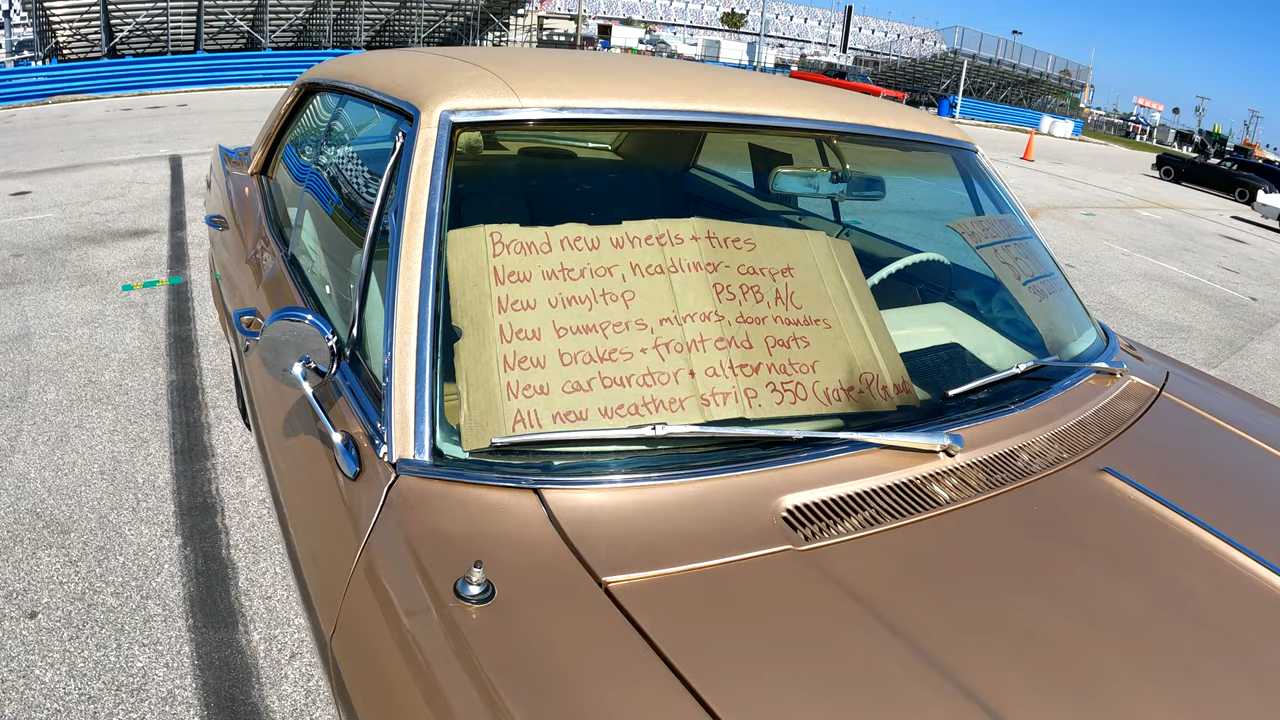 Brand new wheels + tires
New interior, headliner - carpet
New vinyltop PS, PB, A/C
New bumpers, mirrors, door handles
New brakes + front end parts
New carburator + alternator
All new weather strip. 350 Crate -